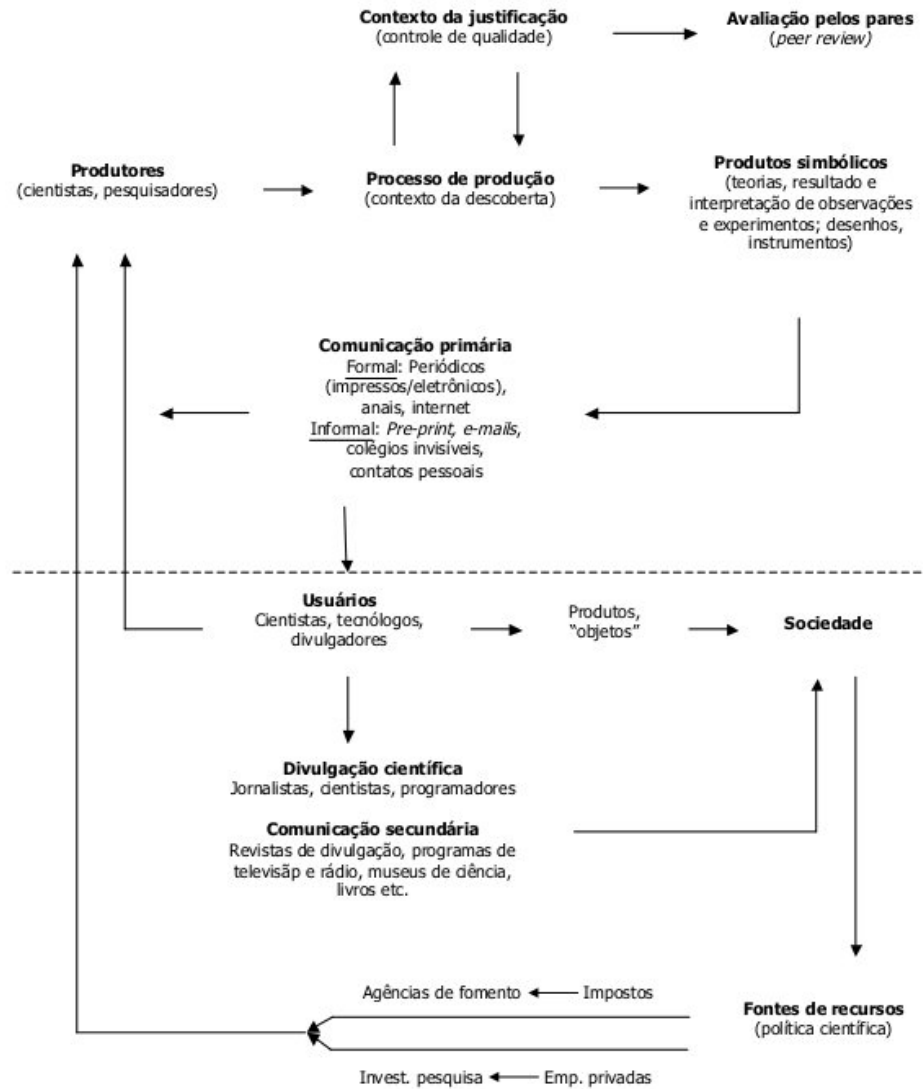 Contexto da justificação
(controle de qualidade)
Avaliação pelos pares
(peer review)
Produtores
(cientistas, pesquisadores)
Processo de produção
(contexto da descoberta)
Produtos simbólicos
(teorias, resultado e
interpretação de observações
e experimentos; desenhos,
instrumentos)
Comunicação primária
Formal: Periódicos
(impressos/eletrônicos),
anais, internet
Informal: Pre-print, e-mails,
colégios invisíveis,
contatos pessoais
Usuários
Cientistas, tecnólogos,
divulgadores
Produtos,
“objetos”
Sociedade
Divulgação científica
Jornalistas, cientistas, programadores
Comunicação secundária
Revistas de divulgação, programas de
televisãp e rádio, museus de ciência,
livros etc.
Agências de fomento
Impostos
Fontes de recursos
(política científica)
Invest. pesquisa
Emp. privadas